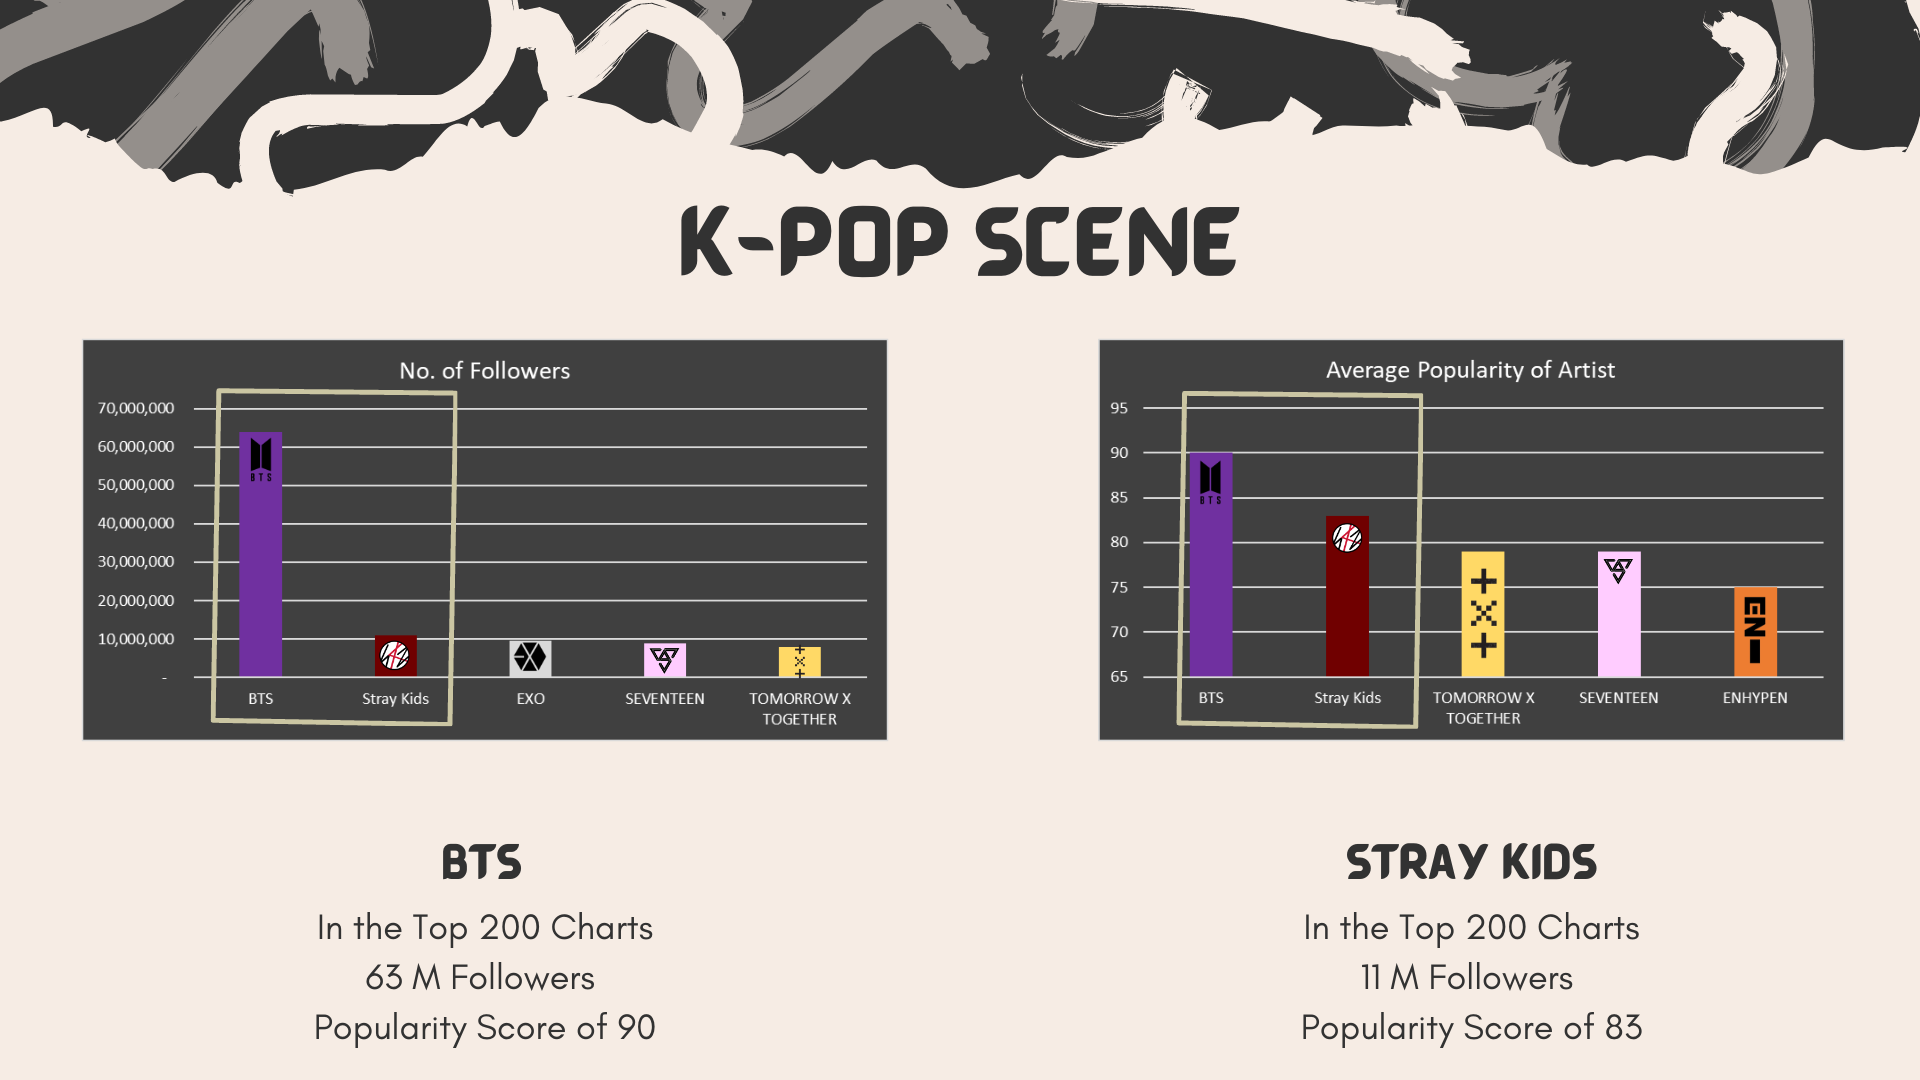 K-POP SCENE
No. of Followers
70,000,000
60,000,000
50,000,000
40,000,000
30,000,000
20,000,000
10,000,000
-
BTS
BTS
Stray Kids
EXO
SEVENTEEN
TOMORROW X
TOGETHER
Average Popularity of Artist
95
90
85
80
75
70
65
BTS
EN
BTS
Stray Kids
TOMORROW X
TOGETHER
SEVENTEEN
ENHYPEN
BTS
In the Top 200 Charts
63 M Followers
Popularity Score of 90
STRAY KIDS
In the Top 200 Charts
11 M Followers
Popularity Score of 83